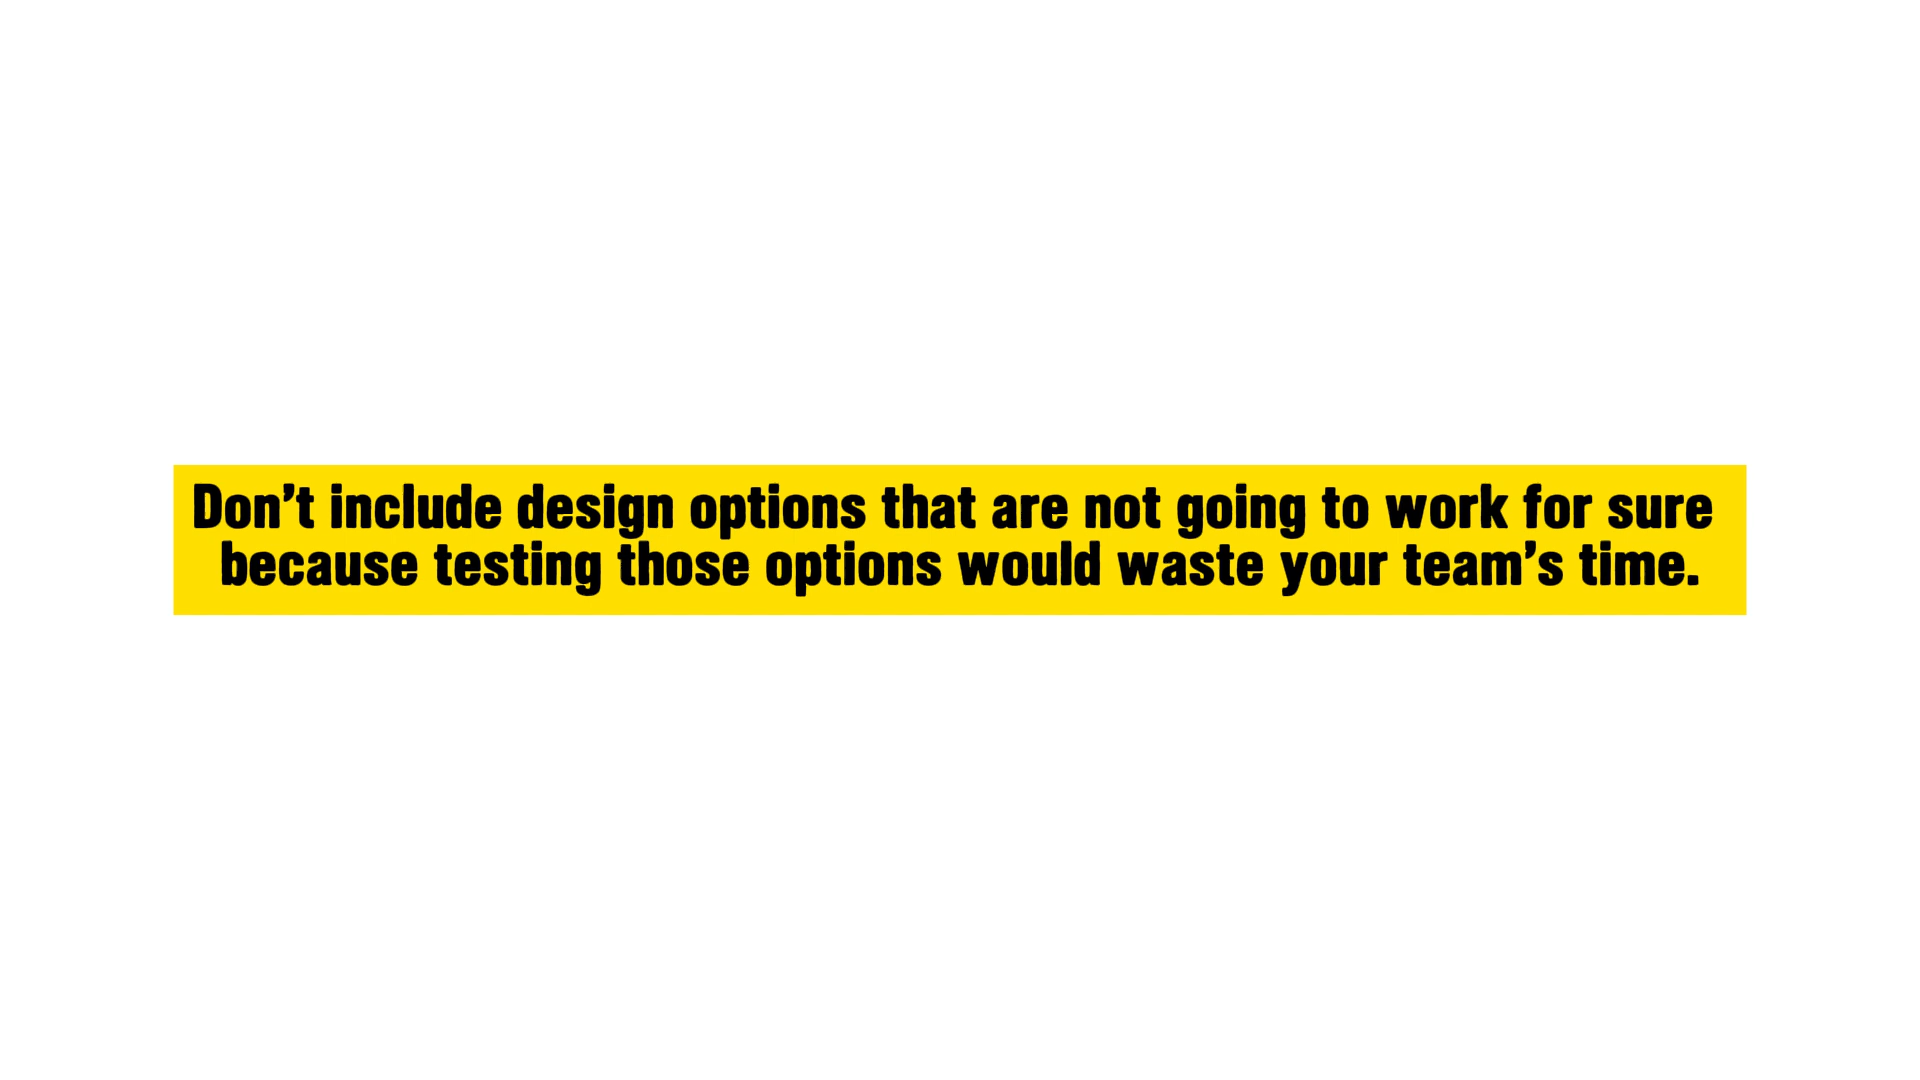 Don’t include design options that are not going to work for sure
because testing those options would waste your team’s time.